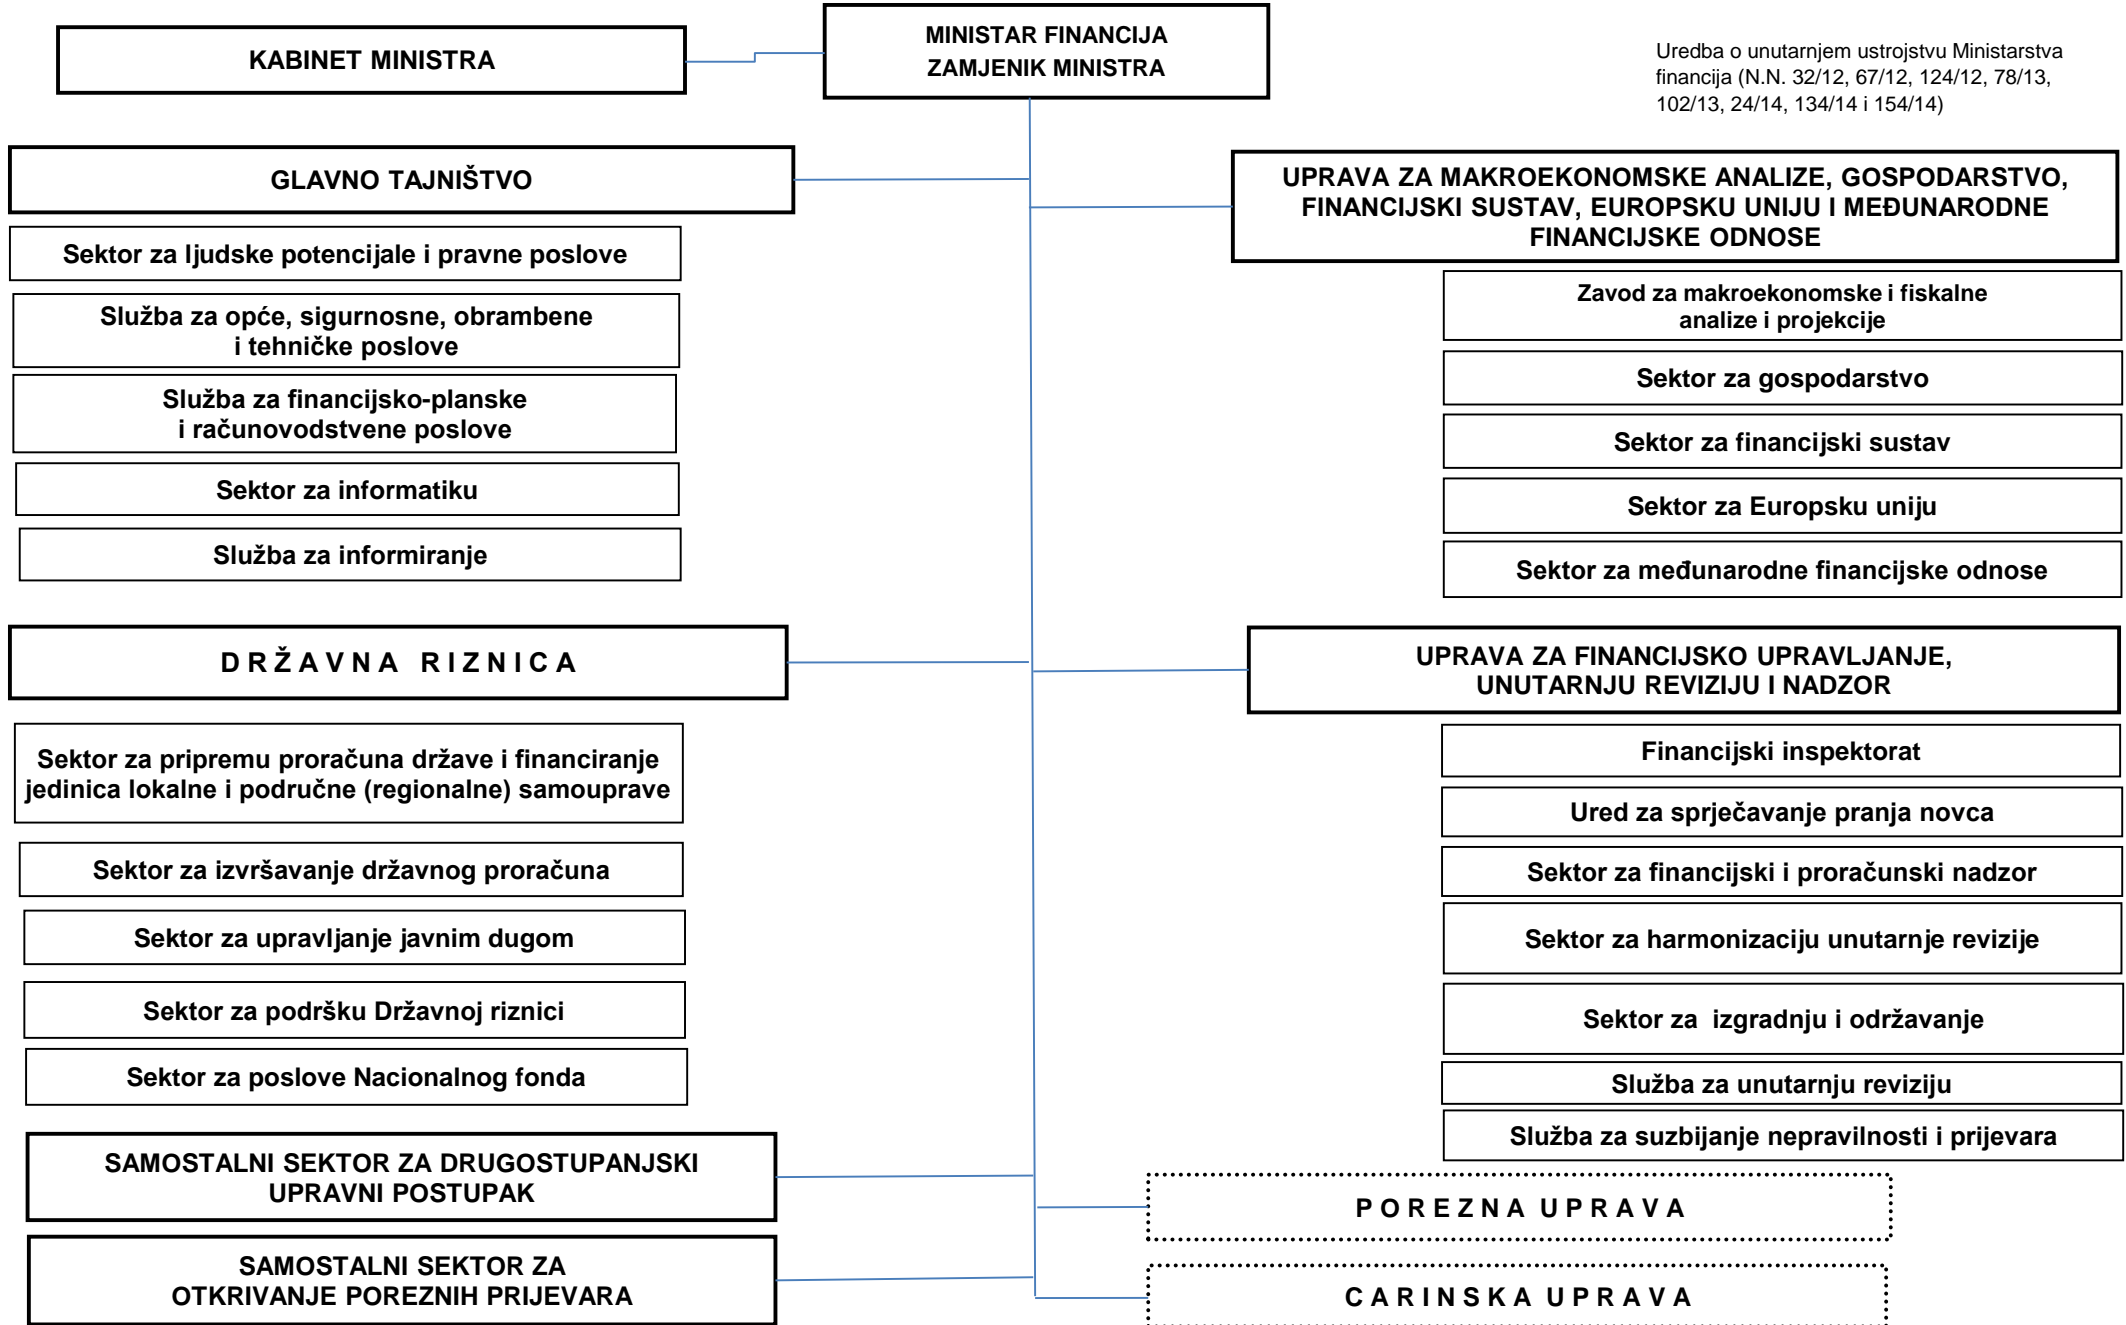 KABINET MINISTRA
MINISTAR FINANCIJA
ZAMJENIK MINISTRA
Uredba o unutarnjem ustrojstvu Ministarstva
financija (N.N. 32/12, 67/12, 124/12, 78/13,
102/13, 24/14, 134/14 i 154/14)
GLAVNO TAJNIŠTVO
Sektor za ljudske potencijale i pravne poslove
Služba za opće, sigurnosne, obrambene
i tehničke poslove
Služba za financijsko-planske
i računovodstvene poslove
Sektor za informatiku
Služba za informiranje
UPRAVA ZA MAKROEKONOMSKE ANALIZE, GOSPODARSTVO,
FINANCIJSKI SUSTAV, EUROPSKU UNIJU I MEĐUNARODNE
FINANCIJSKE ODNOSE
Zavod za makroekonomske i fiskalne
analize i projekcije
Sektor za gospodarstvo
Sektor za financijski sustav
Sektor za Europsku uniju
Sektor za međunarodne financijske odnose
D R Ž A V N A   R I Z N I C A
Sektor za pripremu proračuna države i financiranje
jedinica lokalne i područne (regionalne) samouprave
Sektor za izvršavanje državnog proračuna
Sektor za upravljanje javnim dugom
Sektor za podršku Državnoj riznici
Sektor za poslove Nacionalnog fonda
UPRAVA ZA FINANCIJSKO UPRAVLJANJE,
UNUTARNJU REVIZIJU I NADZOR
Financijski inspektorat
Ured za sprječavanje pranja novca
Sektor za financijski i proračunski nadzor
Sektor za harmonizaciju unutarnje revizije
Sektor za  izgradnju i održavanje
Služba za unutarnju reviziju
Služba za suzbijanje nepravilnosti i prijevara
SAMOSTALNI SEKTOR ZA DRUGOSTUPANJSKI
UPRAVNI POSTUPAK
SAMOSTALNI SEKTOR ZA
OTKRIVANJE POREZNIH PRIJEVARA
P O R E Z N A  U P R A V A
C A R I N S K A  U P R A V A